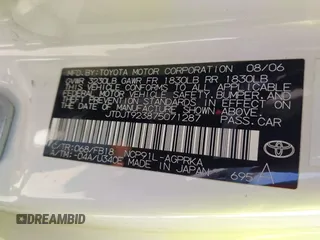 MFD. BY: TOYOTA MOTOR CORPORATION 08/06
GVWR 3230LB GAWR FR 1830LB RR 1830LB
THIS VEHICLE CONFORMS TO ALL APPLICABLE
FEDERAL MOTOR VEHICLE SAFETY, BUMPER, AND
THEFT PREVENTION STANDARDS IN EFFECT ON
THE DATE OF MANUFACTURE SHOWN ABOVE.
JTDJT923875071287 PASS. CAR
C/TR: 068/FB18 NCP91L-AGPRKA
A/TM: -04A/U340E MADE IN JAPAN 695 A
TOYOTA
DREAMBID